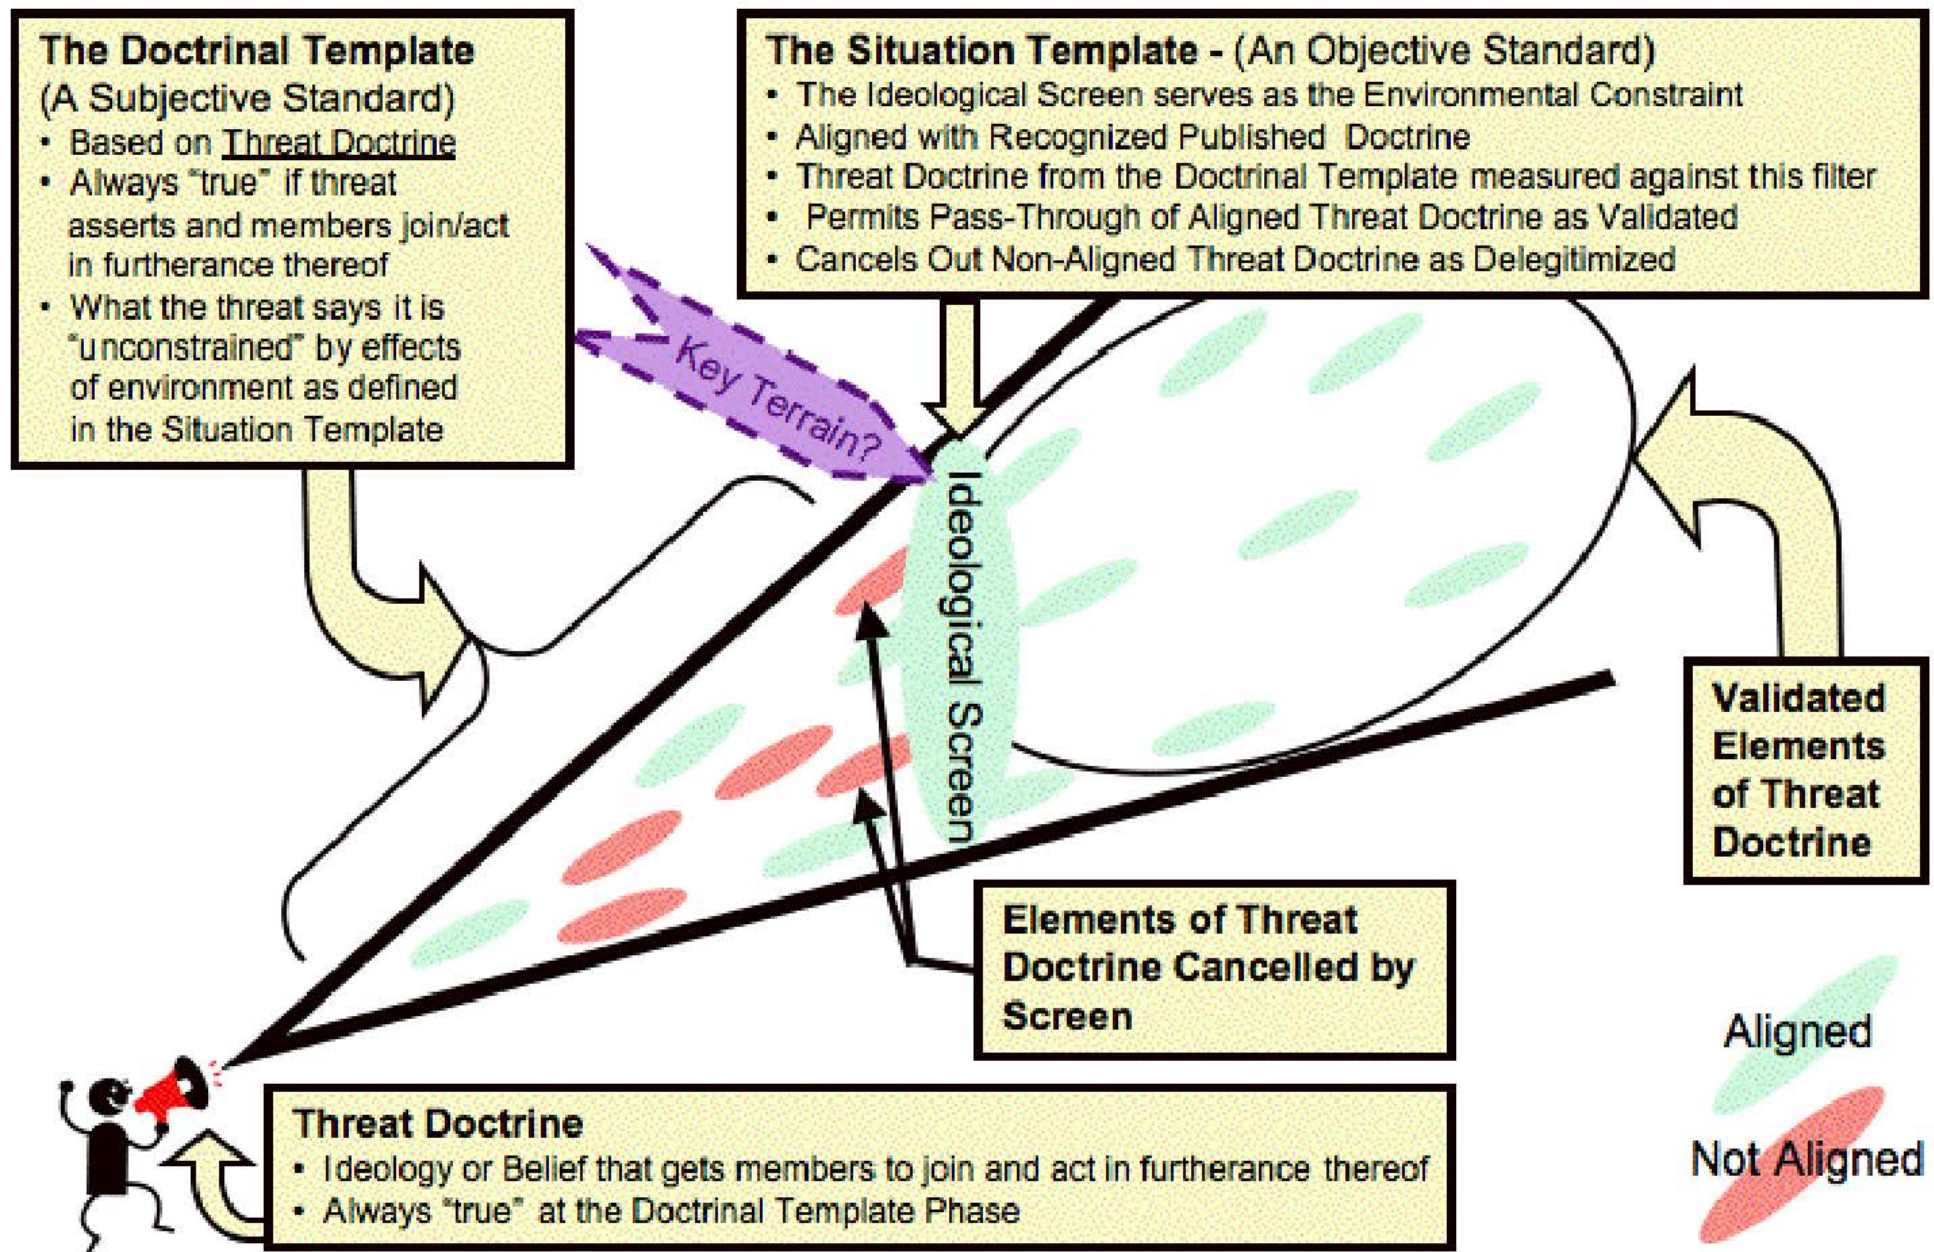 The Doctrinal Template
(A Subjective Standard)
• Based on Threat Doctrine
• Always “true” if threat
asserts and members join/act
in furtherance thereof
• What the threat says it is
“unconstrained” by effects
of environment as defined
in the Situation Template
The Situation Template - (An Objective Standard)
• The Ideological Screen serves as the Environmental Constraint
• Aligned with Recognized Published Doctrine
• Threat Doctrine from the Doctrinal Template measured against this filter
• Permits Pass-Through of Aligned Threat Doctrine as Validated
• Cancels Out Non-Aligned Threat Doctrine as Delegitimized
Key Terrain?
Ideological Screen
Validated
Elements
of Threat
Doctrine
Elements of Threat
Doctrine Cancelled by
Screen
Aligned
Not Aligned
Threat Doctrine
• Ideology or Belief that gets members to join and act in furtherance thereof
• Always “true” at the Doctrinal Template Phase